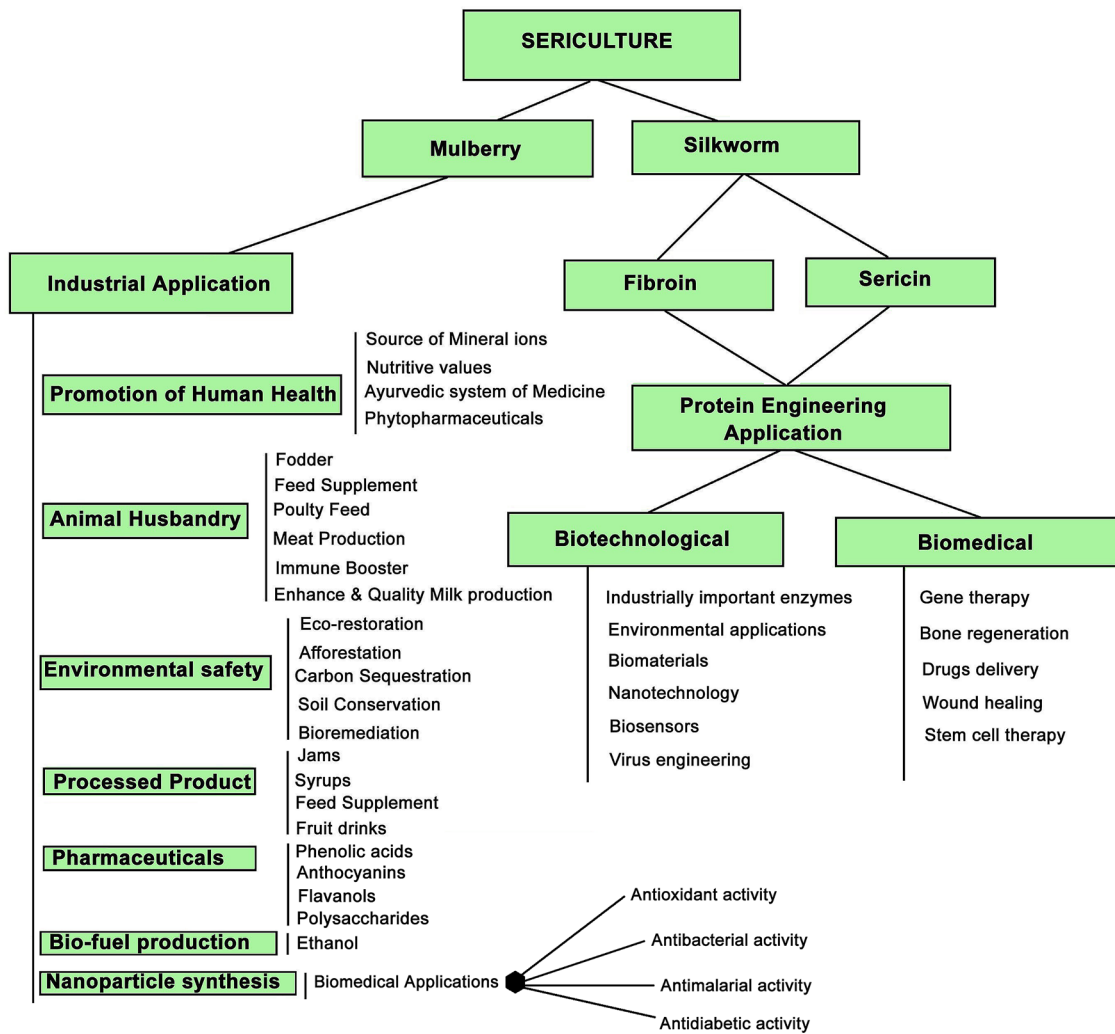 SERICULTURE
Mulberry
Silkworm
Industrial Application
Fibroin
Sericin
Promotion of Human Health
Source of Mineral ions
Nutritive values
Ayurvedic system of Medicine
Phytopharmaceuticals
Protein Engineering
Application
Animal Husbandry
Fodder
Feed Supplement
Poulty Feed
Meat Production
Immune Booster
Enhance & Quality Milk production
Biotechnological
Industrially important enzymes
Environmental applications
Biomaterials
Nanotechnology
Biosensors
Virus engineering
Biomedical
Gene therapy
Bone regeneration
Drugs delivery
Wound healing
Stem cell therapy
Environmental safety
Eco-restoration
Afforestation
Carbon Sequestration
Soil Conservation
Bioremediation
Processed Product
Jams
Syrups
Feed Supplement
Fruit drinks
Pharmaceuticals
Phenolic acids
Anthocyanins
Flavanols
Polysaccharides
Bio-fuel production
Ethanol
Nanoparticle synthesis
Biomedical Applications
Antioxidant activity
Antibacterial activity
Antimalarial activity
Antidiabetic activity